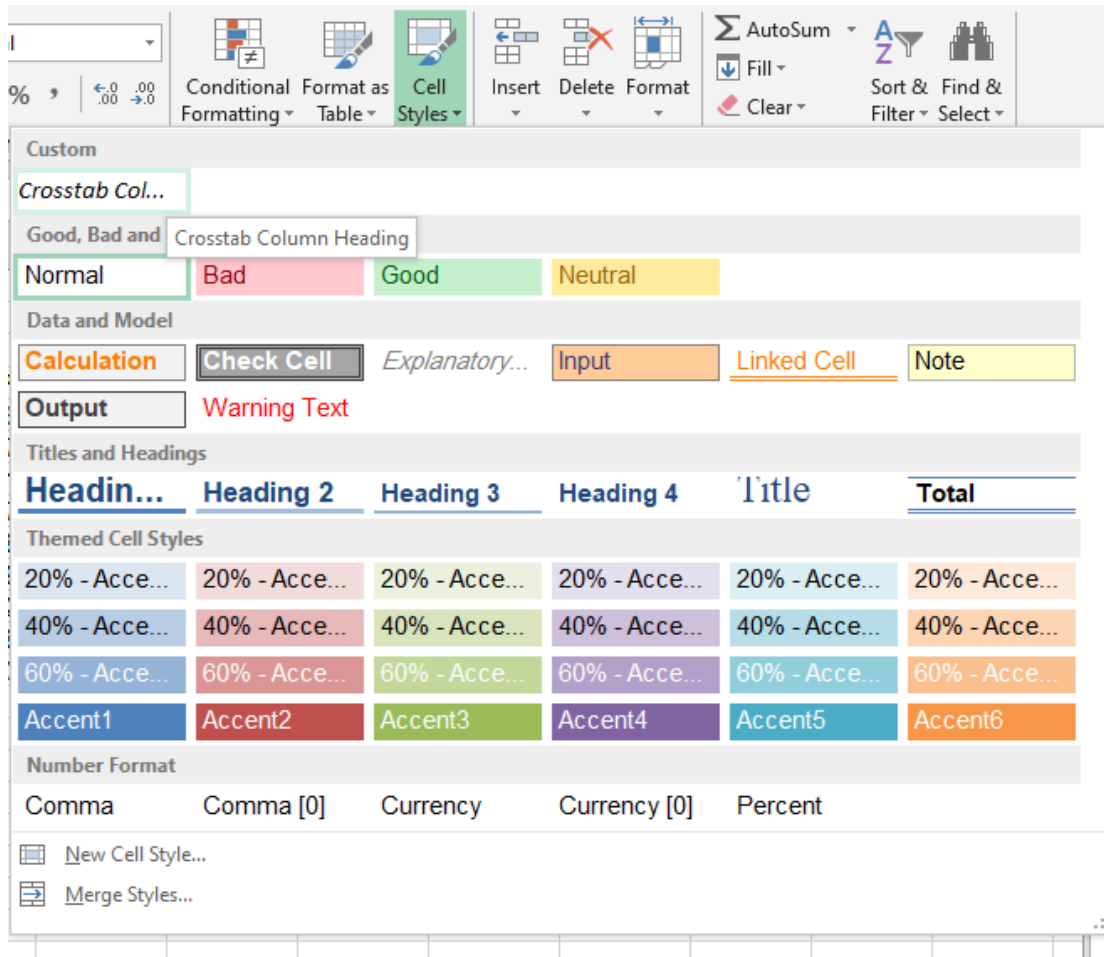 AutoSum
Fill
Clear
%
Conditional Formatting
Format as Table
Cell Styles
Insert
Delete
Format
Sort & Filter
Find & Select
Custom
Crosstab Col...
Good, Bad and
Crosstab Column Heading
Normal Bad Good Neutral
Data and Model
Calculation Check Cell Explanatory... Input Linked Cell Note
Output Warning Text
Titles and Headings
Headin... Heading 2 Heading 3 Heading 4 Title Total
Themed Cell Styles
20% - Acce... 20% - Acce... 20% - Acce... 20% - Acce... 20% - Acce... 20% - Acce...
40% - Acce... 40% - Acce... 40% - Acce... 40% - Acce... 40% - Acce... 40% - Acce...
60% - Acce... 60% - Acce... 60% - Acce... 60% - Acce... 60% - Acce... 60% - Acce...
Accent1 Accent2 Accent3 Accent4 Accent5 Accent6
Number Format
Comma Comma [0] Currency Currency [0] Percent
New Cell Style...
Merge Styles...